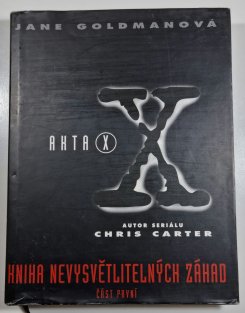 JANE GOLDMANOVÁ
AKTA X
X
AUTOR SERIÁLU
CHRIS CARTER
KNIHA NEVYSVĚTLITELNÝCH ZÁHAD
ČÁST PRVNÍ